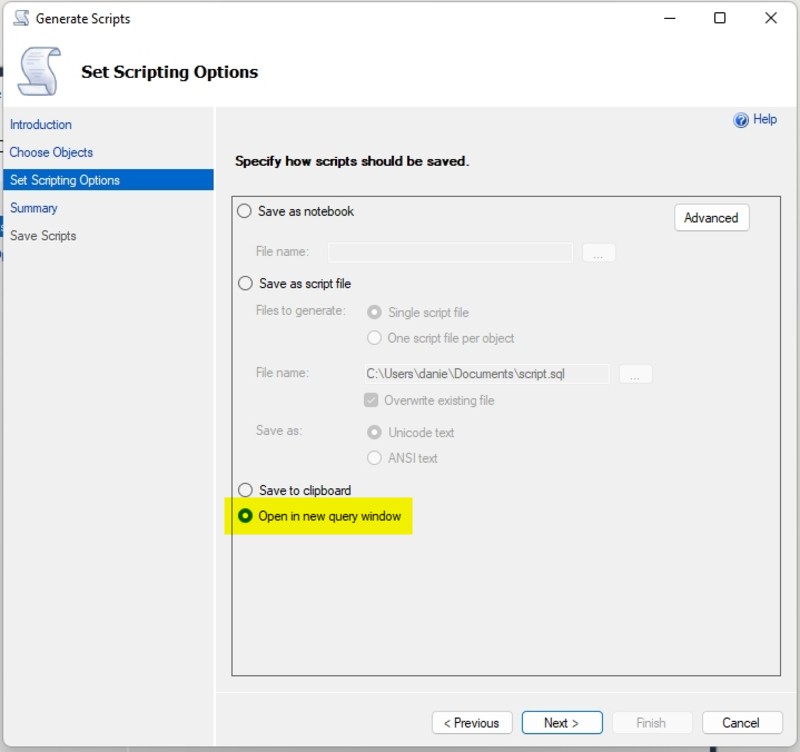 Generate Scripts
Set Scripting Options
Introduction
Choose Objects
Set Scripting Options
Summary
Save Scripts
Help
Specify how scripts should be saved.
Save as notebook
Advanced
File name:
...
Save as script file
Files to generate:
Single script file
One script file per object
File name:
C:\Users\danie\Documents\script.sql
...
Overwrite existing file
Save as:
Unicode text
ANSI text
Save to clipboard
Open in new query window
< Previous
Next >
Finish
Cancel